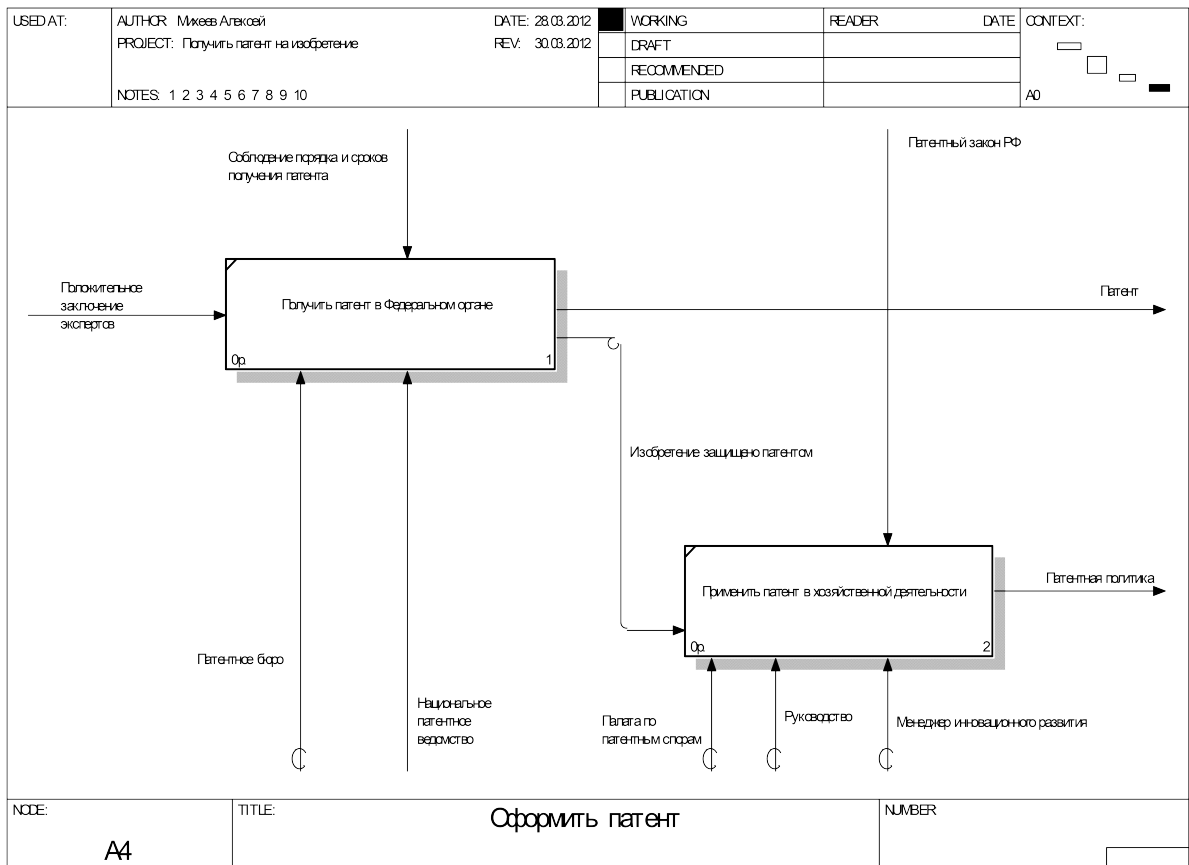 USED AT:
AUTHOR: Михеев Алексей
DATE: 28.03.2012
PROJECT: Получить патент на изобретение
REV: 30.03.2012
NOTES: 1 2 3 4 5 6 7 8 9 10
WORKING
DRAFT
RECOMMENDED
PUBLICATION
READER
DATE
CONTEXT:
A0
Соблюдение порядка и сроков
получения патента
Патентный закон РФ
Положительное
заключение
экспертов
Получить патент в Федеральном органе
0р.
1
Патент
Изобретение защищено патентом
Применить патент в хозяйственной деятельности
0р.
2
Патентная политика
Патентное бюро
Национальное
патентное
ведомство
Палата по
патентным спорам
Руководство
Менеджер инновационного развития
NODE:
A4
TITLE:
Оформить патент
NUMBER: